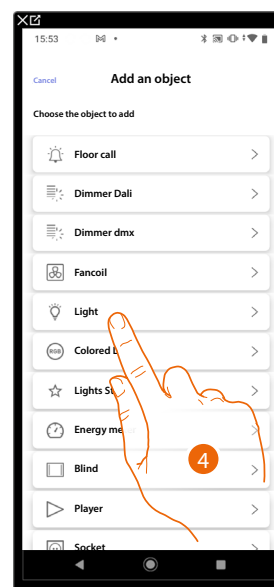 15:53
Cancel
Add an object
Choose the object to add
Floor call
Dimmer Dali
Dimmer dmx
Fancoil
Light
RGB Colored
Lights S
Energy me
4
Blind
Player
Socket